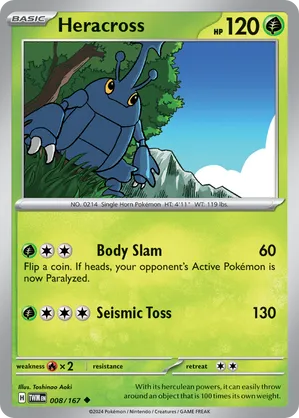 BASIC
Heracross
HP 120
NO. 0214 Single Horn Pokémon HT: 4'11" WT: 119 lbs.
Body Slam 60
Flip a coin. If heads, your opponent's Active Pokémon is
now Paralyzed.
Seismic Toss 130
weakness ×2 resistance retreat
Illus. Toshinao Aoki
H TWM EN 008/167
With its herculean powers, it can easily throw
around an object that is 100 times its own weight.
©2024 Pokémon / Nintendo / Creatures / GAME FREAK